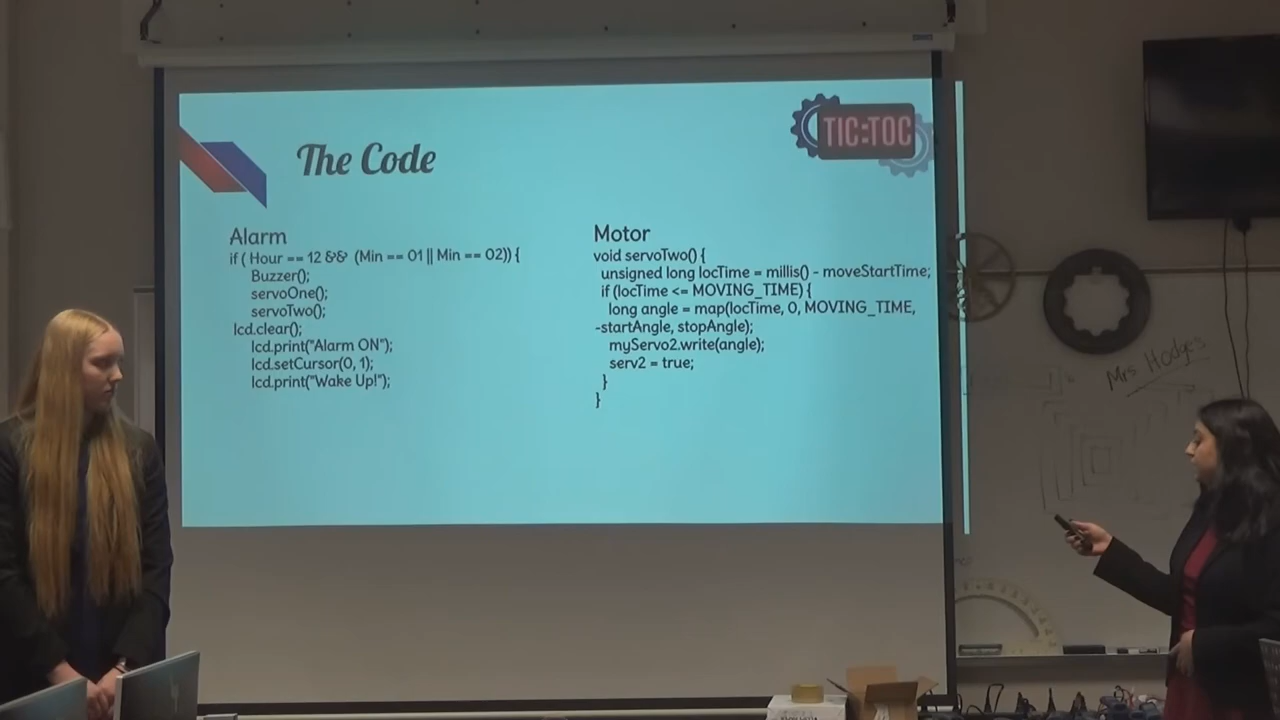 TIC:TOC
The Code
Alarm
if ( Hour == 12 && (Min == 01 || Min == 02)) {
Buzzer();
servoOne();
servoTwo();
lcd.clear();
lcd.print("Alarm ON");
lcd.setCursor(0, 1);
lcd.print("Wake Up!");
Motor
void servoTwo() {
unsigned long locTime = millis() - moveStartTime;
if (locTime <= MOVING_TIME) {
long angle = map(locTime, 0, MOVING_TIME,
-startAngle, stopAngle);
myServo2.write(angle);
serv2 = true;
}
}
Mrs Hodges